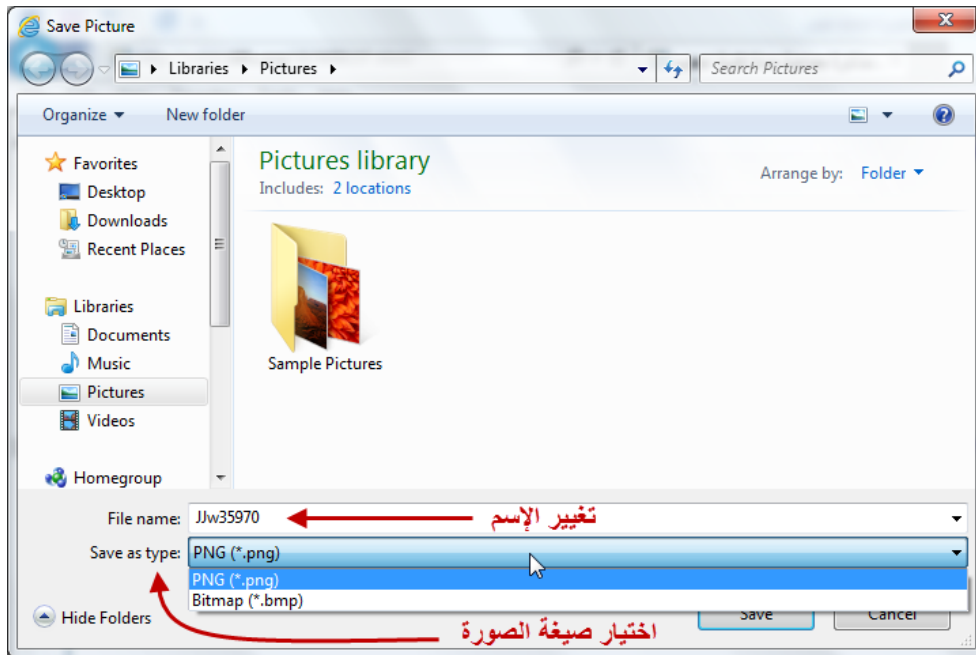 Save Picture
Libraries Pictures
Search Pictures
Organize New folder
Favorites
Desktop
Downloads
Recent Places
Libraries
Documents
Music
Pictures
Videos
Homegroup
Pictures library
Includes: 2 locations
Arrange by: Folder
Sample Pictures
File name: JJw35970 تغيير الإسم
Save as type: PNG (*.png)
PNG (*.png)
Bitmap (*.bmp)
Hide Folders
Save Cancel
اختيار صيغة الصورة